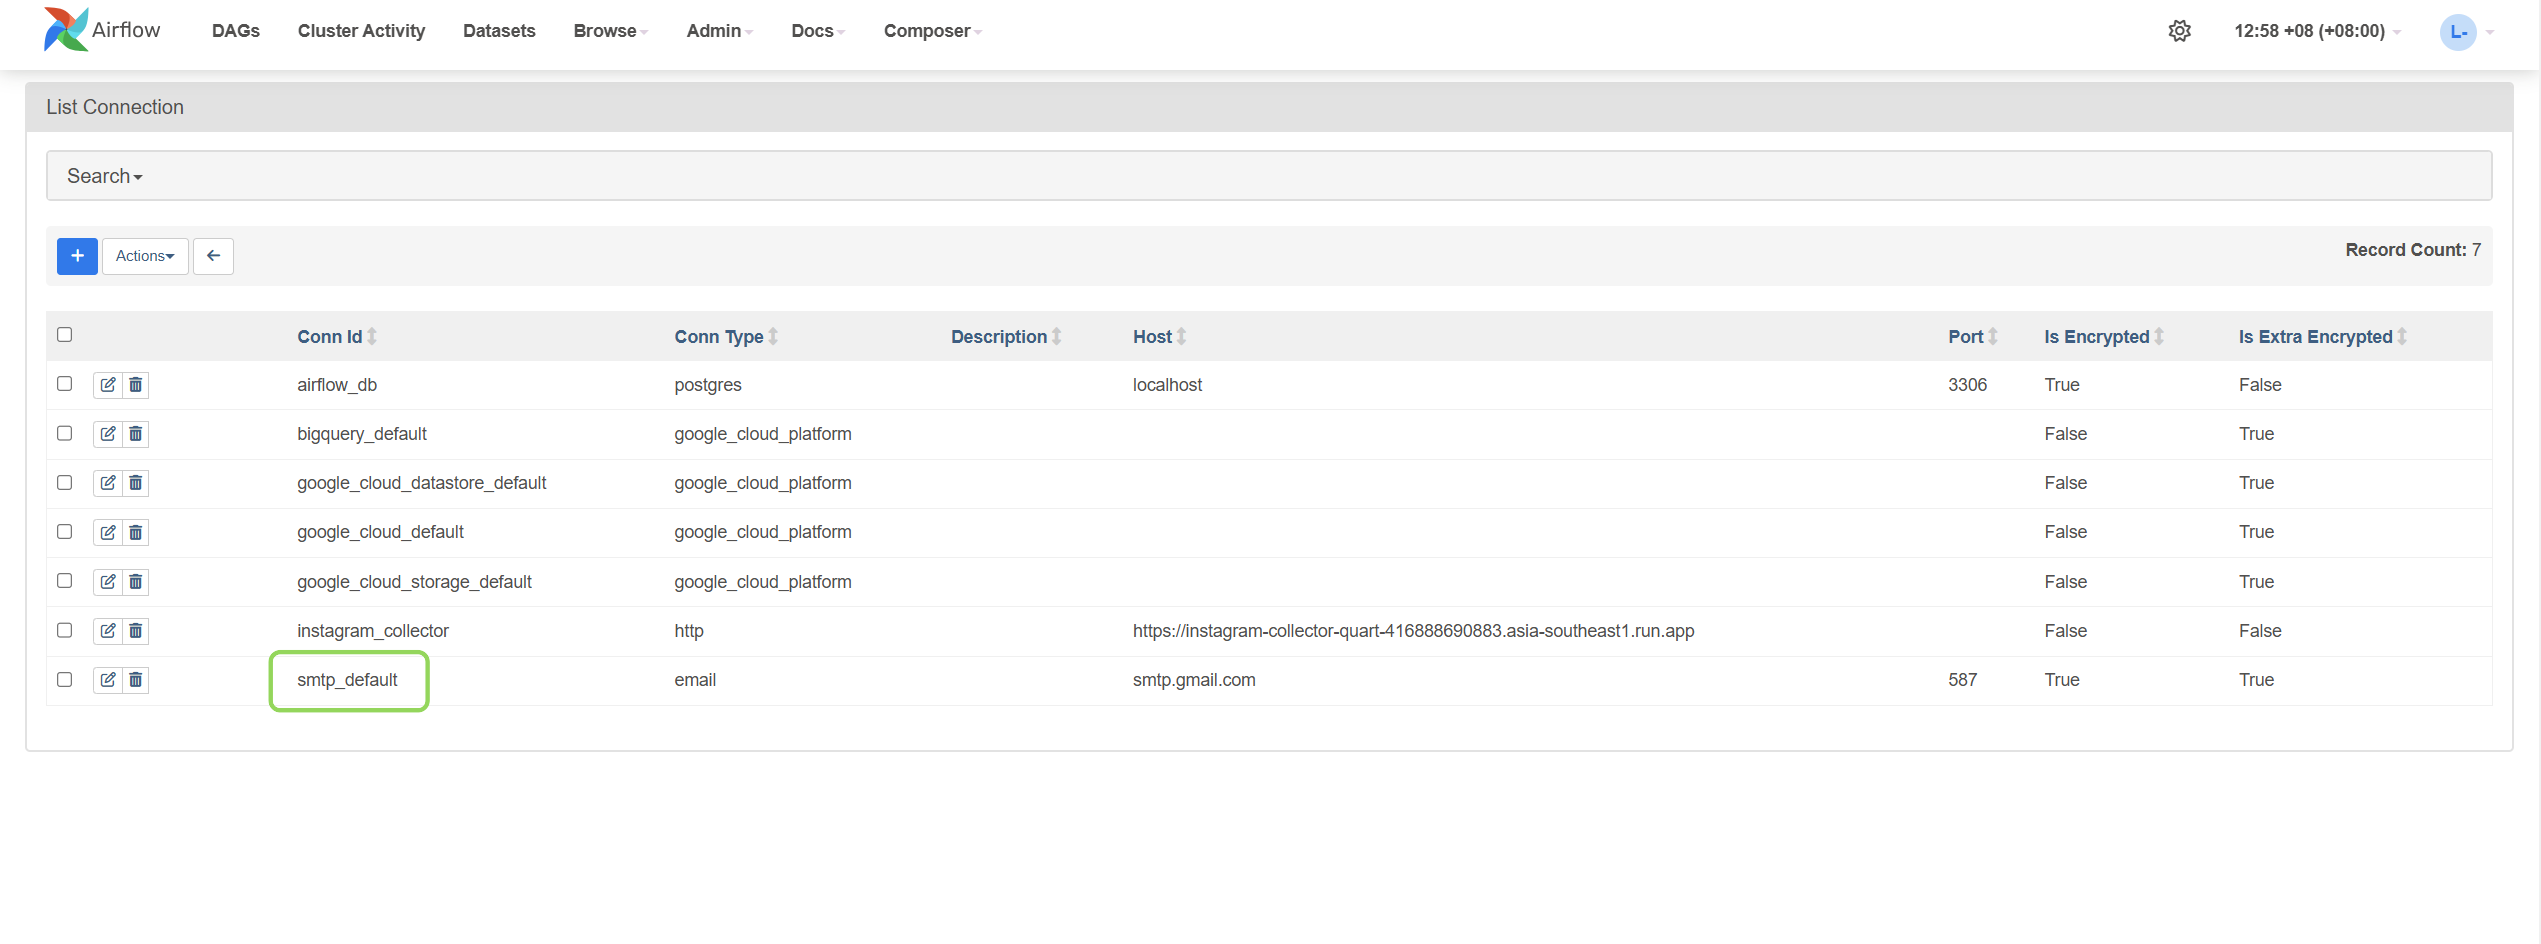 Airflow DAGs Cluster Activity Datasets Browse Admin Docs Composer 12:58 +08 (+08:00) L-
List Connection
Search
+ Actions Record Count: 7
Conn Id Conn Type Description Host Port Is Encrypted Is Extra Encrypted
airflow_db postgres localhost 3306 True False
bigquery_default google_cloud_platform False True
google_cloud_datastore_default google_cloud_platform False True
google_cloud_default google_cloud_platform False True
google_cloud_storage_default google_cloud_platform False True
instagram_collector http https://instagram-collector-quart-416888690883.asia-southeast1.run.app False False
smtp_default email smtp.gmail.com 587 True True